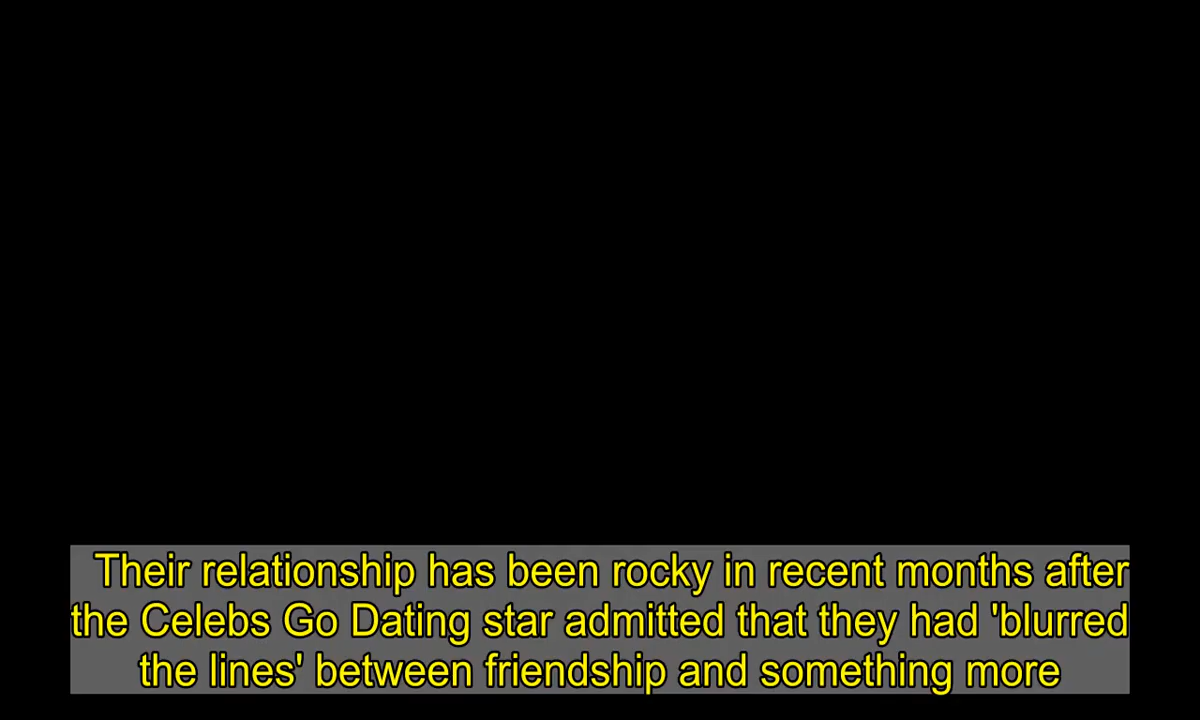 Their relationship has been rocky in recent months after
the Celebs Go Dating star admitted that they had 'blurred
the lines' between friendship and something more